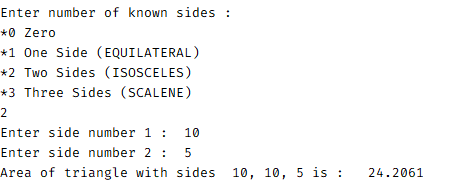 Enter number of known sides :
*0 Zero
*1 One Side (EQUILATERAL)
*2 Two Sides (ISOSCELES)
*3 Three Sides (SCALENE)
2
Enter side number 1 :  10
Enter side number 2 :  5
Area of triangle with sides  10, 10, 5 is :   24.2061